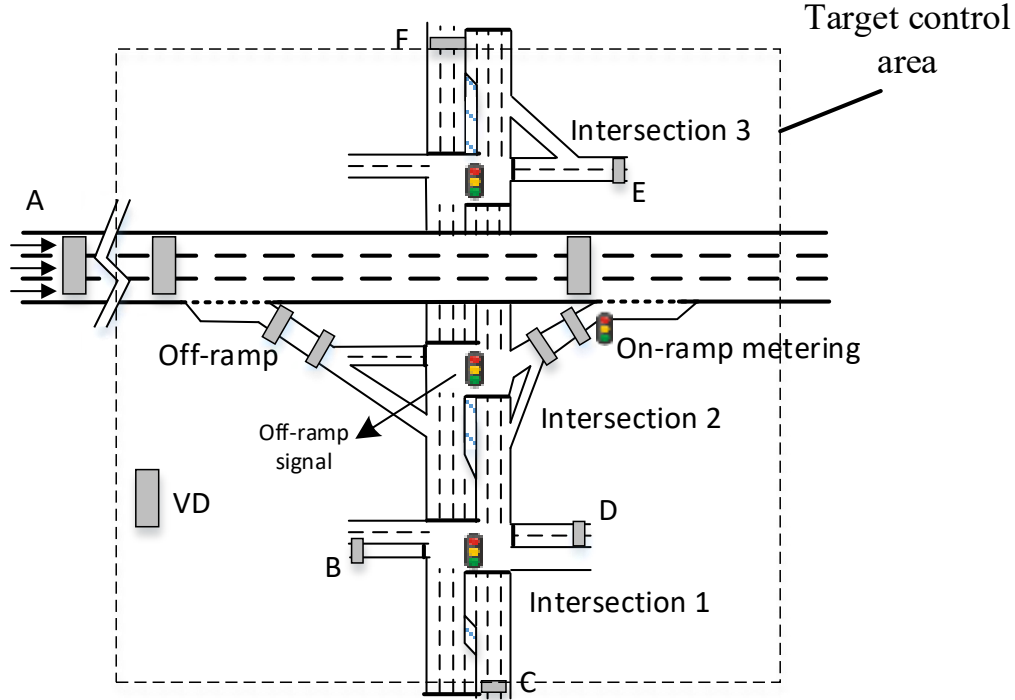 Target control
area
F
Intersection 3
E
A
Off-ramp
On-ramp metering
Intersection 2
Off-ramp
signal
VD
D
B
Intersection 1
C